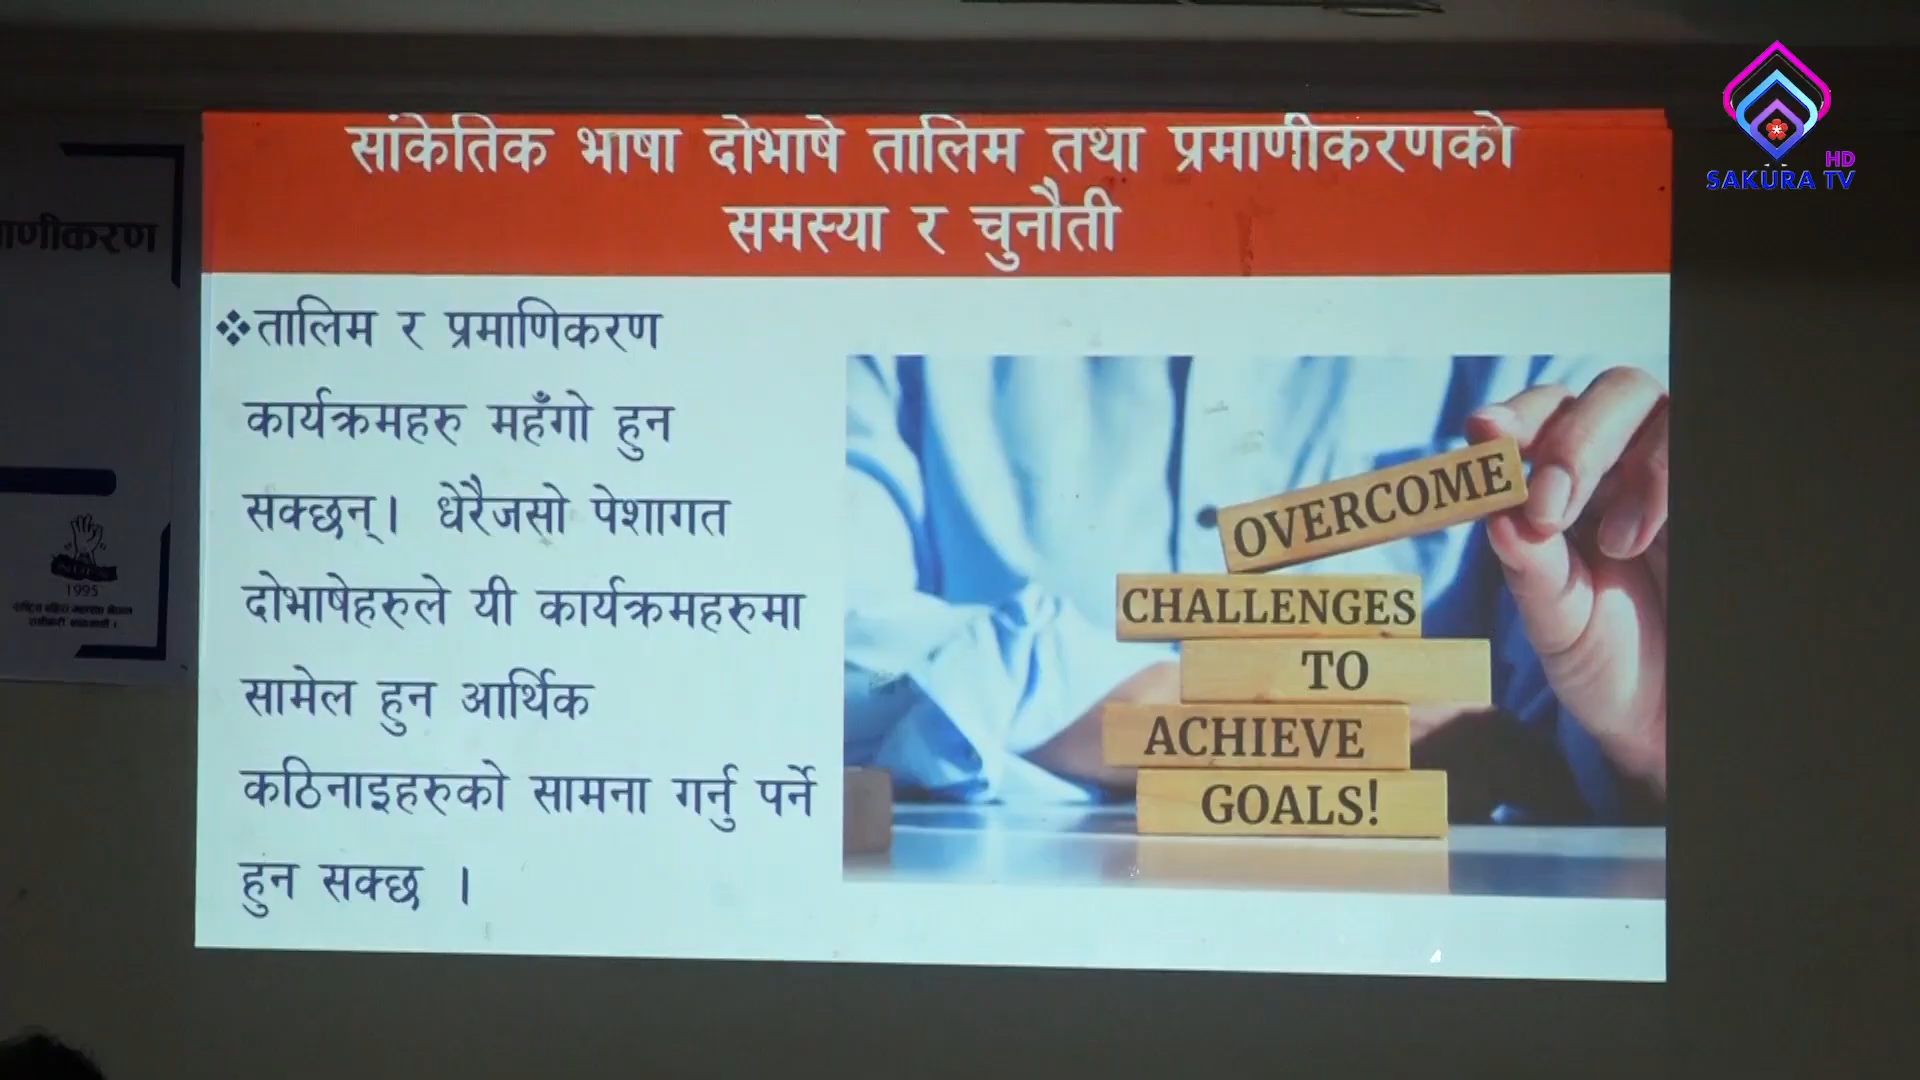 सांकेतिक भाषा दोभाषे तालिम तथा प्रमाणीकरणको
समस्या र चुनौती
❖तालिम र प्रमाणिकरण
कार्यक्रमहरु महँगो हुन
सक्छन्। धेरैजसो पेशागत
दोभाषेहरुले यी कार्यक्रमहरुमा
सामेल हुन आर्थिक
कठिनाइहरुको सामना गर्नु पर्ने
हुन सक्छ ।
OVERCOME
CHALLENGES
TO
ACHIEVE
GOALS!
HD
SAKURA TV
1995